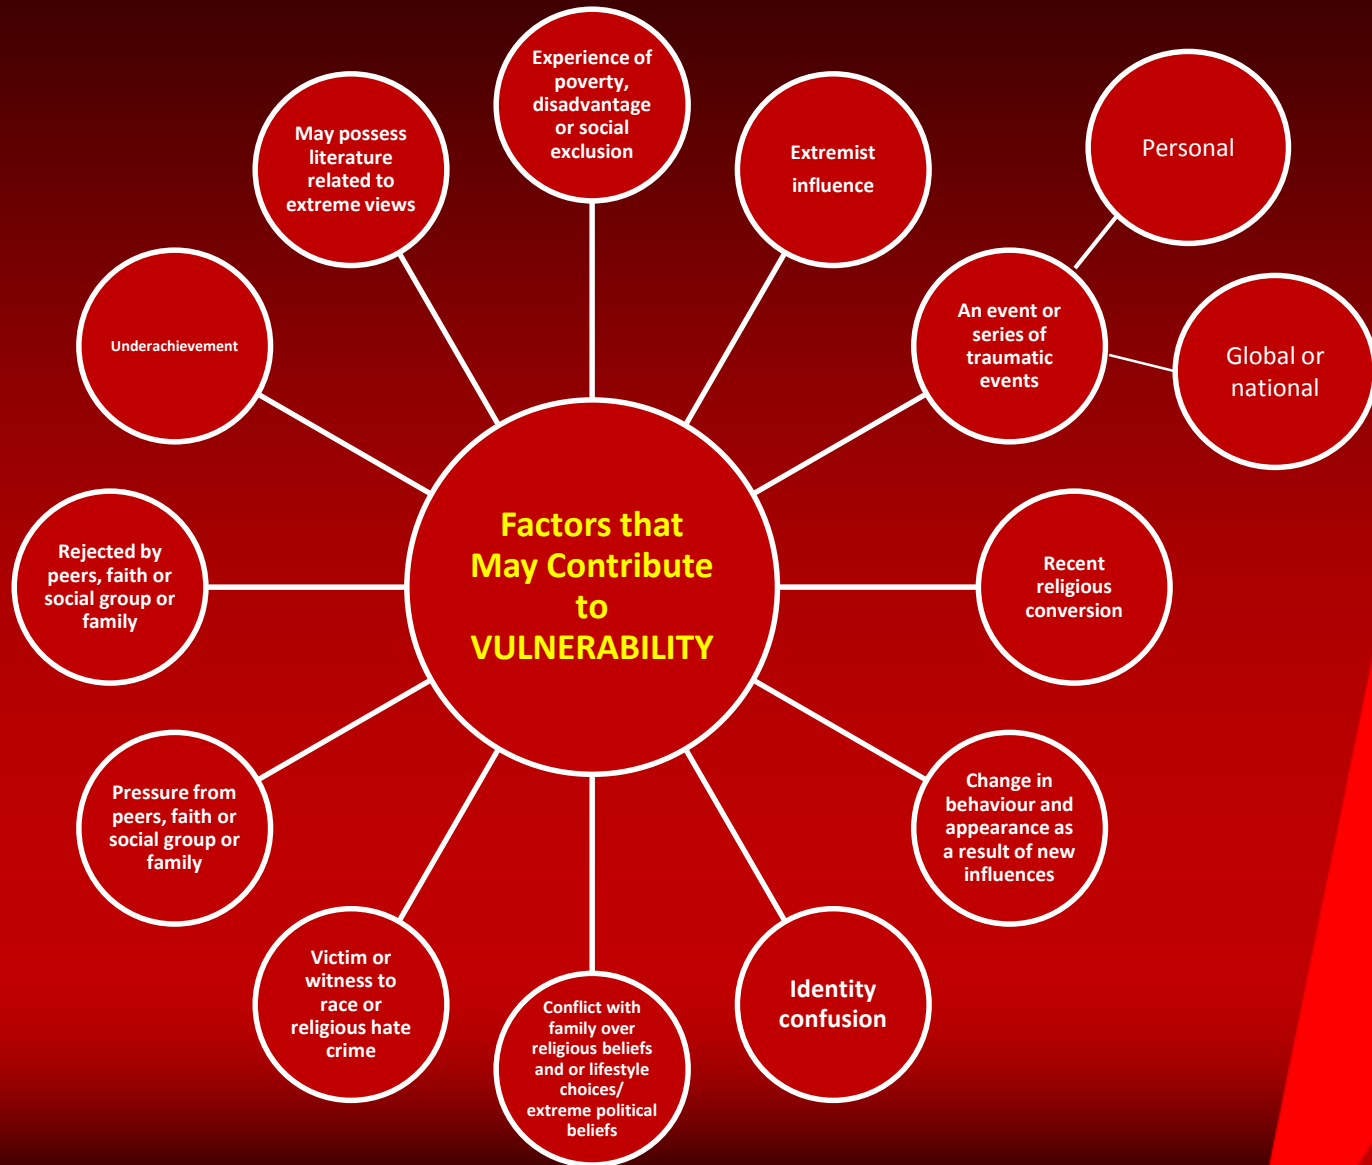 Factors that
May Contribute
to
VULNERABILITY
Experience of
poverty,
disadvantage
or social
exclusion
Extremist
influence
An event or
series of
traumatic
events
Personal
Global or
national
Recent
religious
conversion
Change in
behaviour and
appearance as
a result of new
influences
Identity
confusion
Conflict with
family over
religious beliefs
and or lifestyle
choices/
extreme political
beliefs
Victim or
witness to
race or
religious hate
crime
Pressure from
peers, faith or
social group or
family
Rejected by
peers, faith or
social group or
family
Underachievement
May possess
literature
related to
extreme views